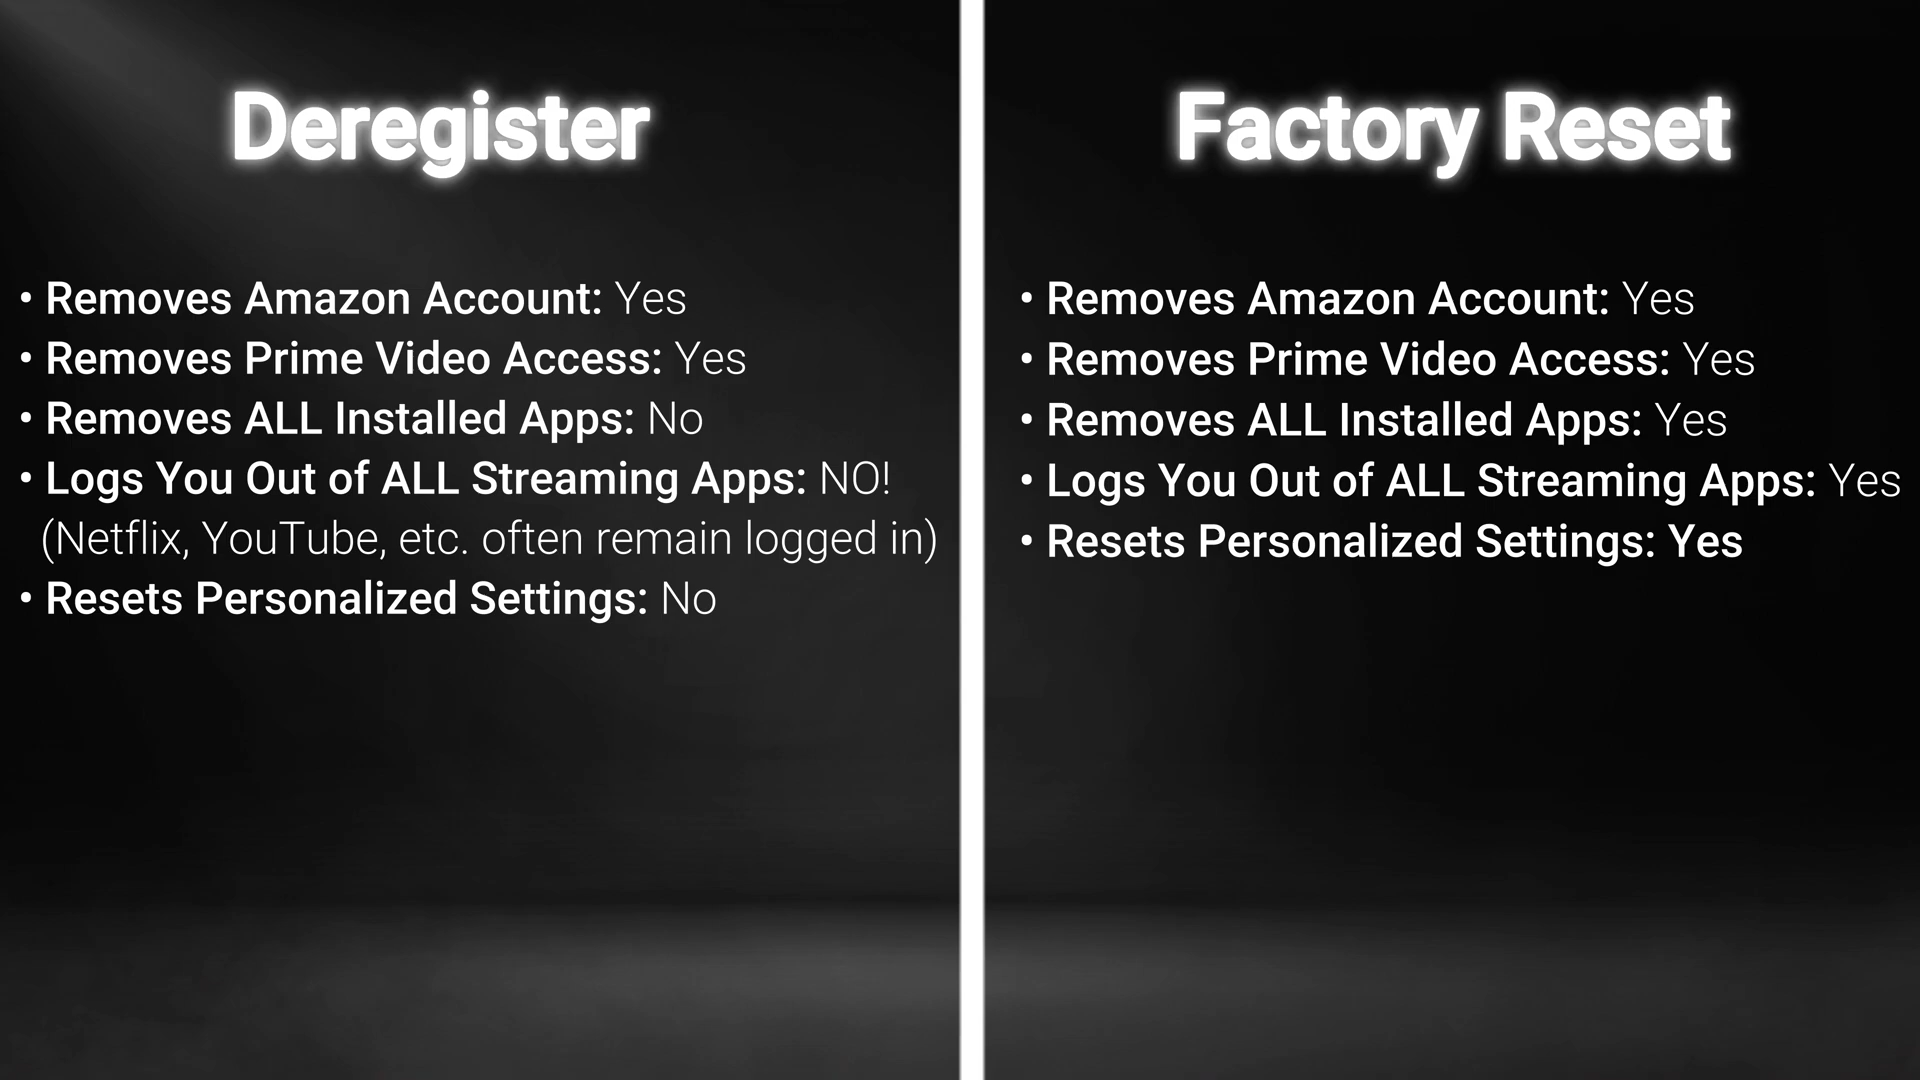 Deregister
• Removes Amazon Account: Yes
• Removes Prime Video Access: Yes
• Removes ALL Installed Apps: No
• Logs You Out of ALL Streaming Apps: NO!
(Netflix, YouTube, etc. often remain logged in)
• Resets Personalized Settings: No
Factory Reset
• Removes Amazon Account: Yes
• Removes Prime Video Access: Yes
• Removes ALL Installed Apps: Yes
• Logs You Out of ALL Streaming Apps: Yes
• Resets Personalized Settings: Yes